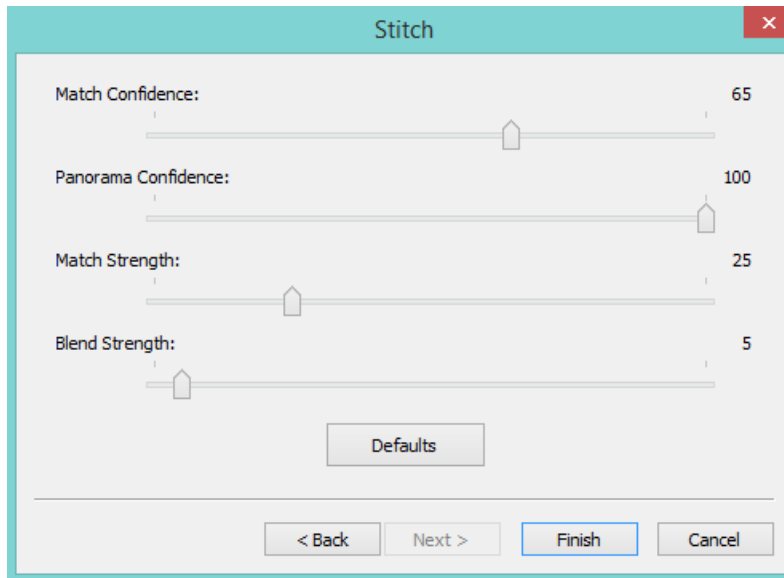 Stitch
Match Confidence: 65
Panorama Confidence: 100
Match Strength: 25
Blend Strength: 5
Defaults
< Back Next > Finish Cancel